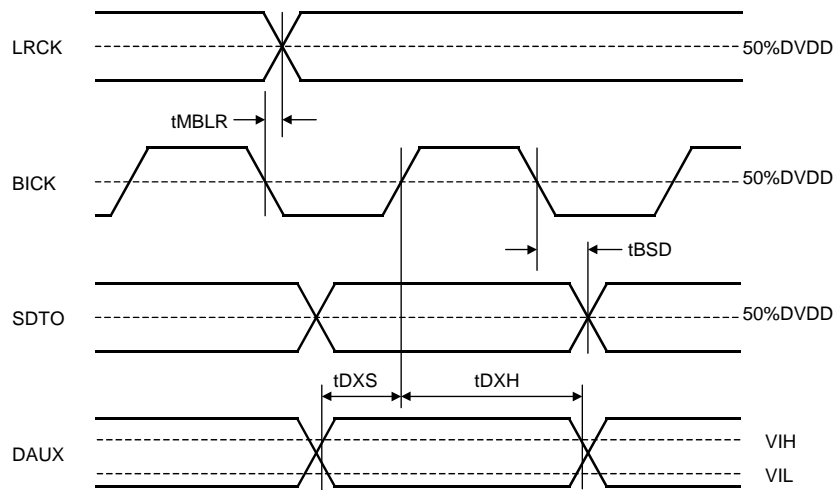 LRCK
50%DVDD
tMBLR
BICK
50%DVDD
tBSD
SDTO
50%DVDD
tDXS
tDXH
DAUX
VIH
VIL